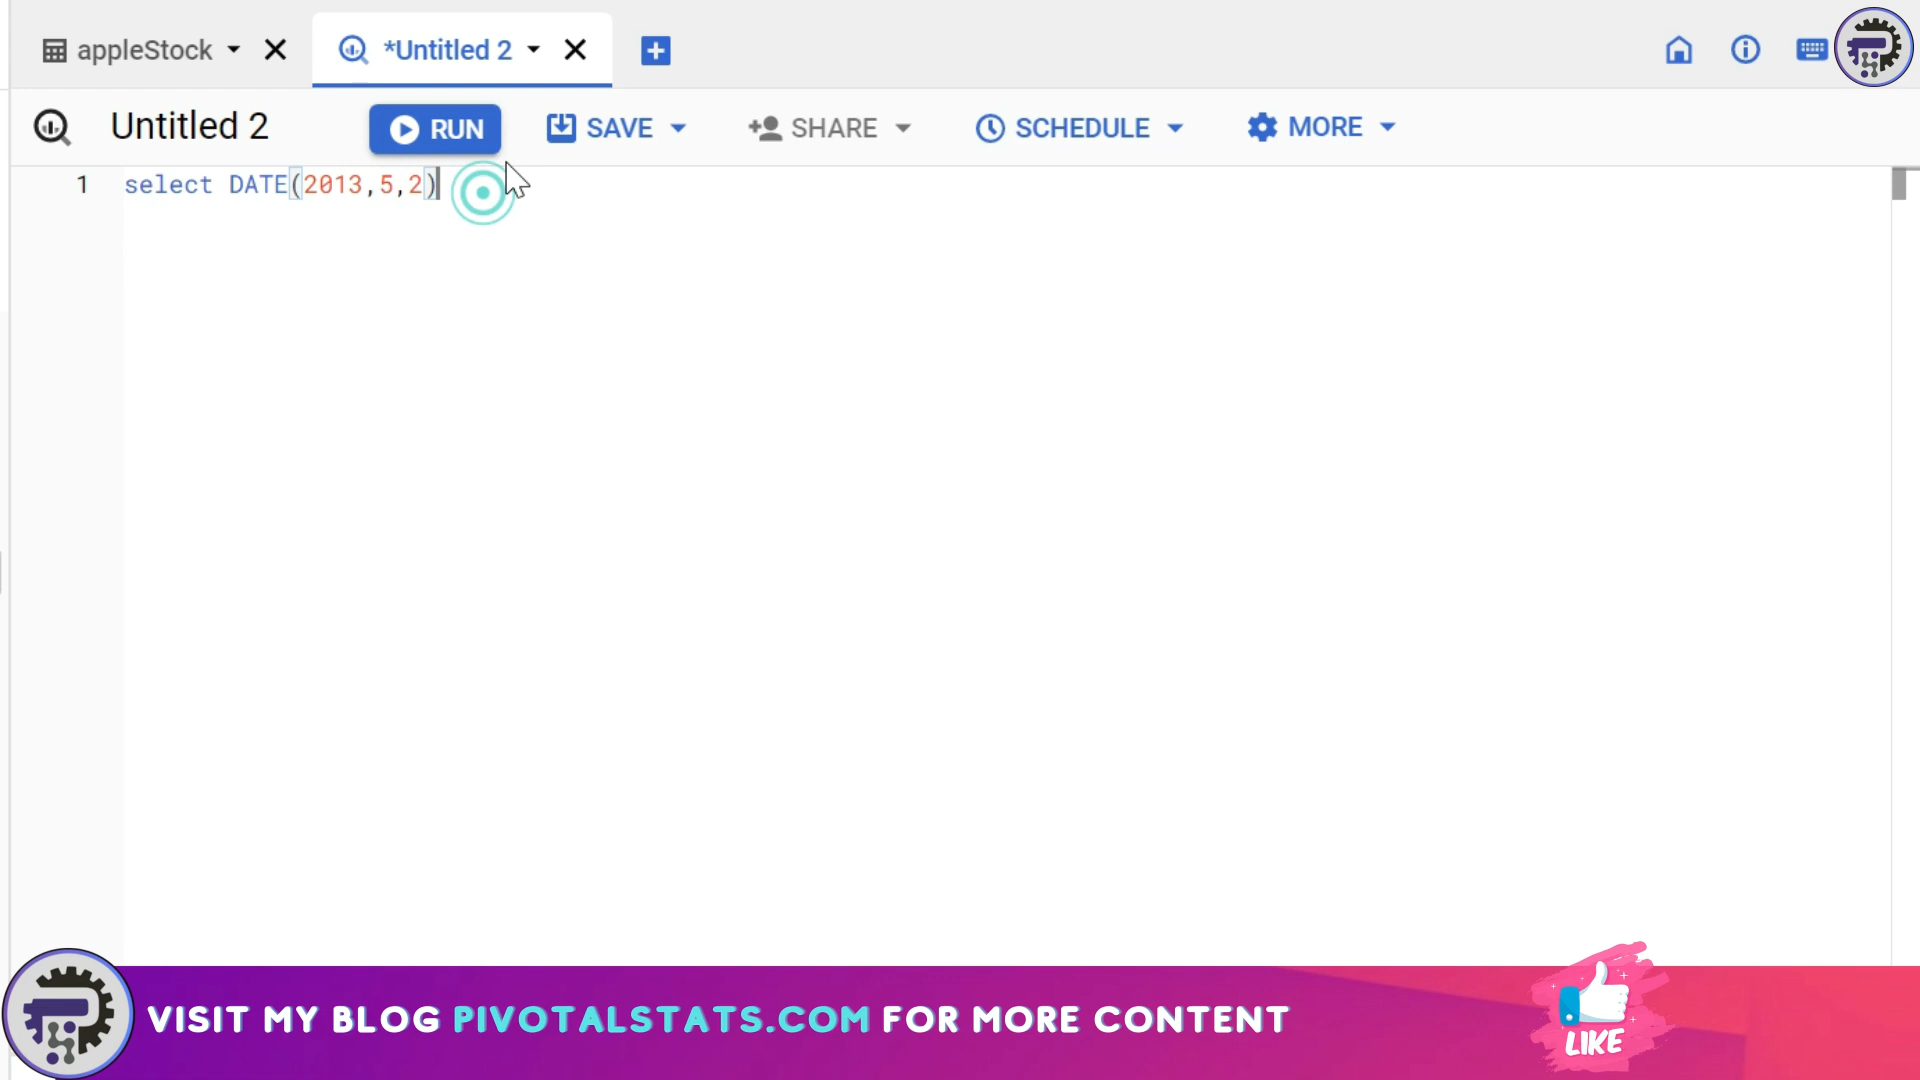 appleStock
*Untitled 2
Untitled 2
RUN
SAVE
SHARE
SCHEDULE
MORE
1
select DATE(2013,5,2)
VISIT MY BLOG PIVOTALSTATS.COM FOR MORE CONTENT
LIKE